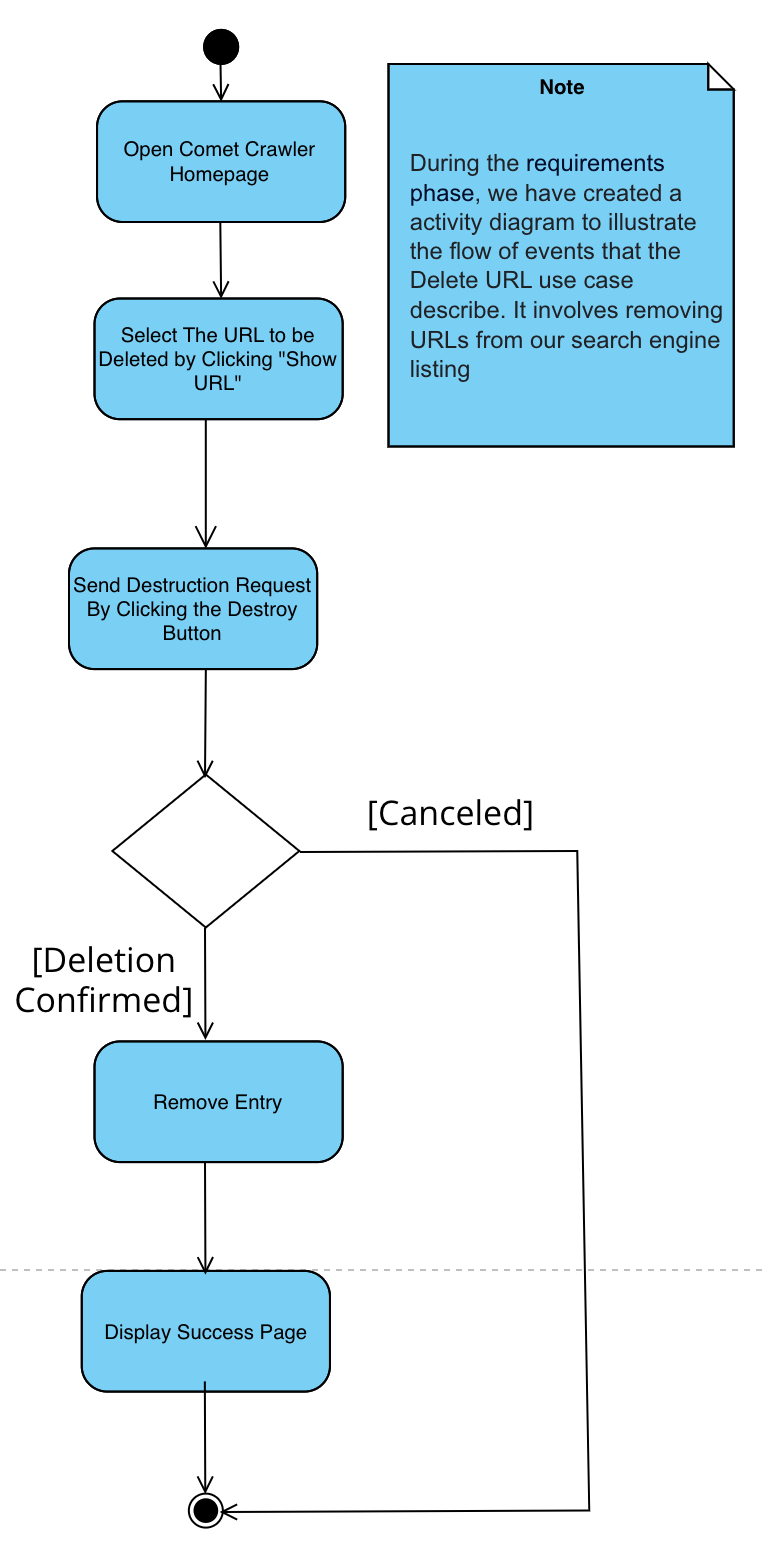 Note
Open Comet Crawler
Homepage
During the requirements
phase, we have created a
activity diagram to illustrate
the flow of events that the
Delete URL use case
describe. It involves removing
URLs from our search engine
listing
Select The URL to be
Deleted by Clicking "Show
URL"
Send Destruction Request
By Clicking the Destroy
Button
[Canceled]
[Deletion
Confirmed]
Remove Entry
Display Success Page